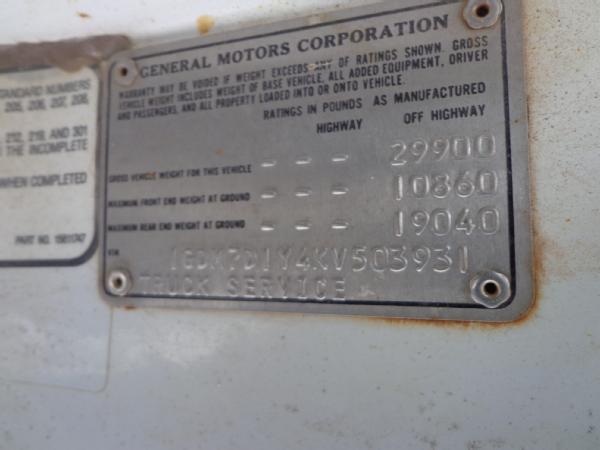 STANDARD NUMBERS
205, 206, 207, 208,
212, 219, AND 301
THE INCOMPLETE
WHEN COMPLETED
PART NO.
GENERAL MOTORS CORPORATION
WARRANTY MAY BE VOIDED IF WEIGHT EXCEEDS ANY OF RATINGS SHOWN. GROSS
VEHICLE WEIGHT INCLUDES WEIGHT OF BASE VEHICLE, ALL ADDED EQUIPMENT, DRIVER
AND PASSENGERS, AND ALL PROPERTY LOADED INTO OR ONTO VEHICLE.
RATINGS IN POUNDS AS MANUFACTURED
HIGHWAY OFF HIGHWAY
GROSS VEHICLE WEIGHT FOR THIS VEHICLE - - - 29900
MAXIMUM FRONT END WEIGHT AT GROUND - - - 10860
MAXIMUM REAR END WEIGHT AT GROUND - - - 19040
VIN 1GDM7D1Y4KV503931
TRUCK SERVICE